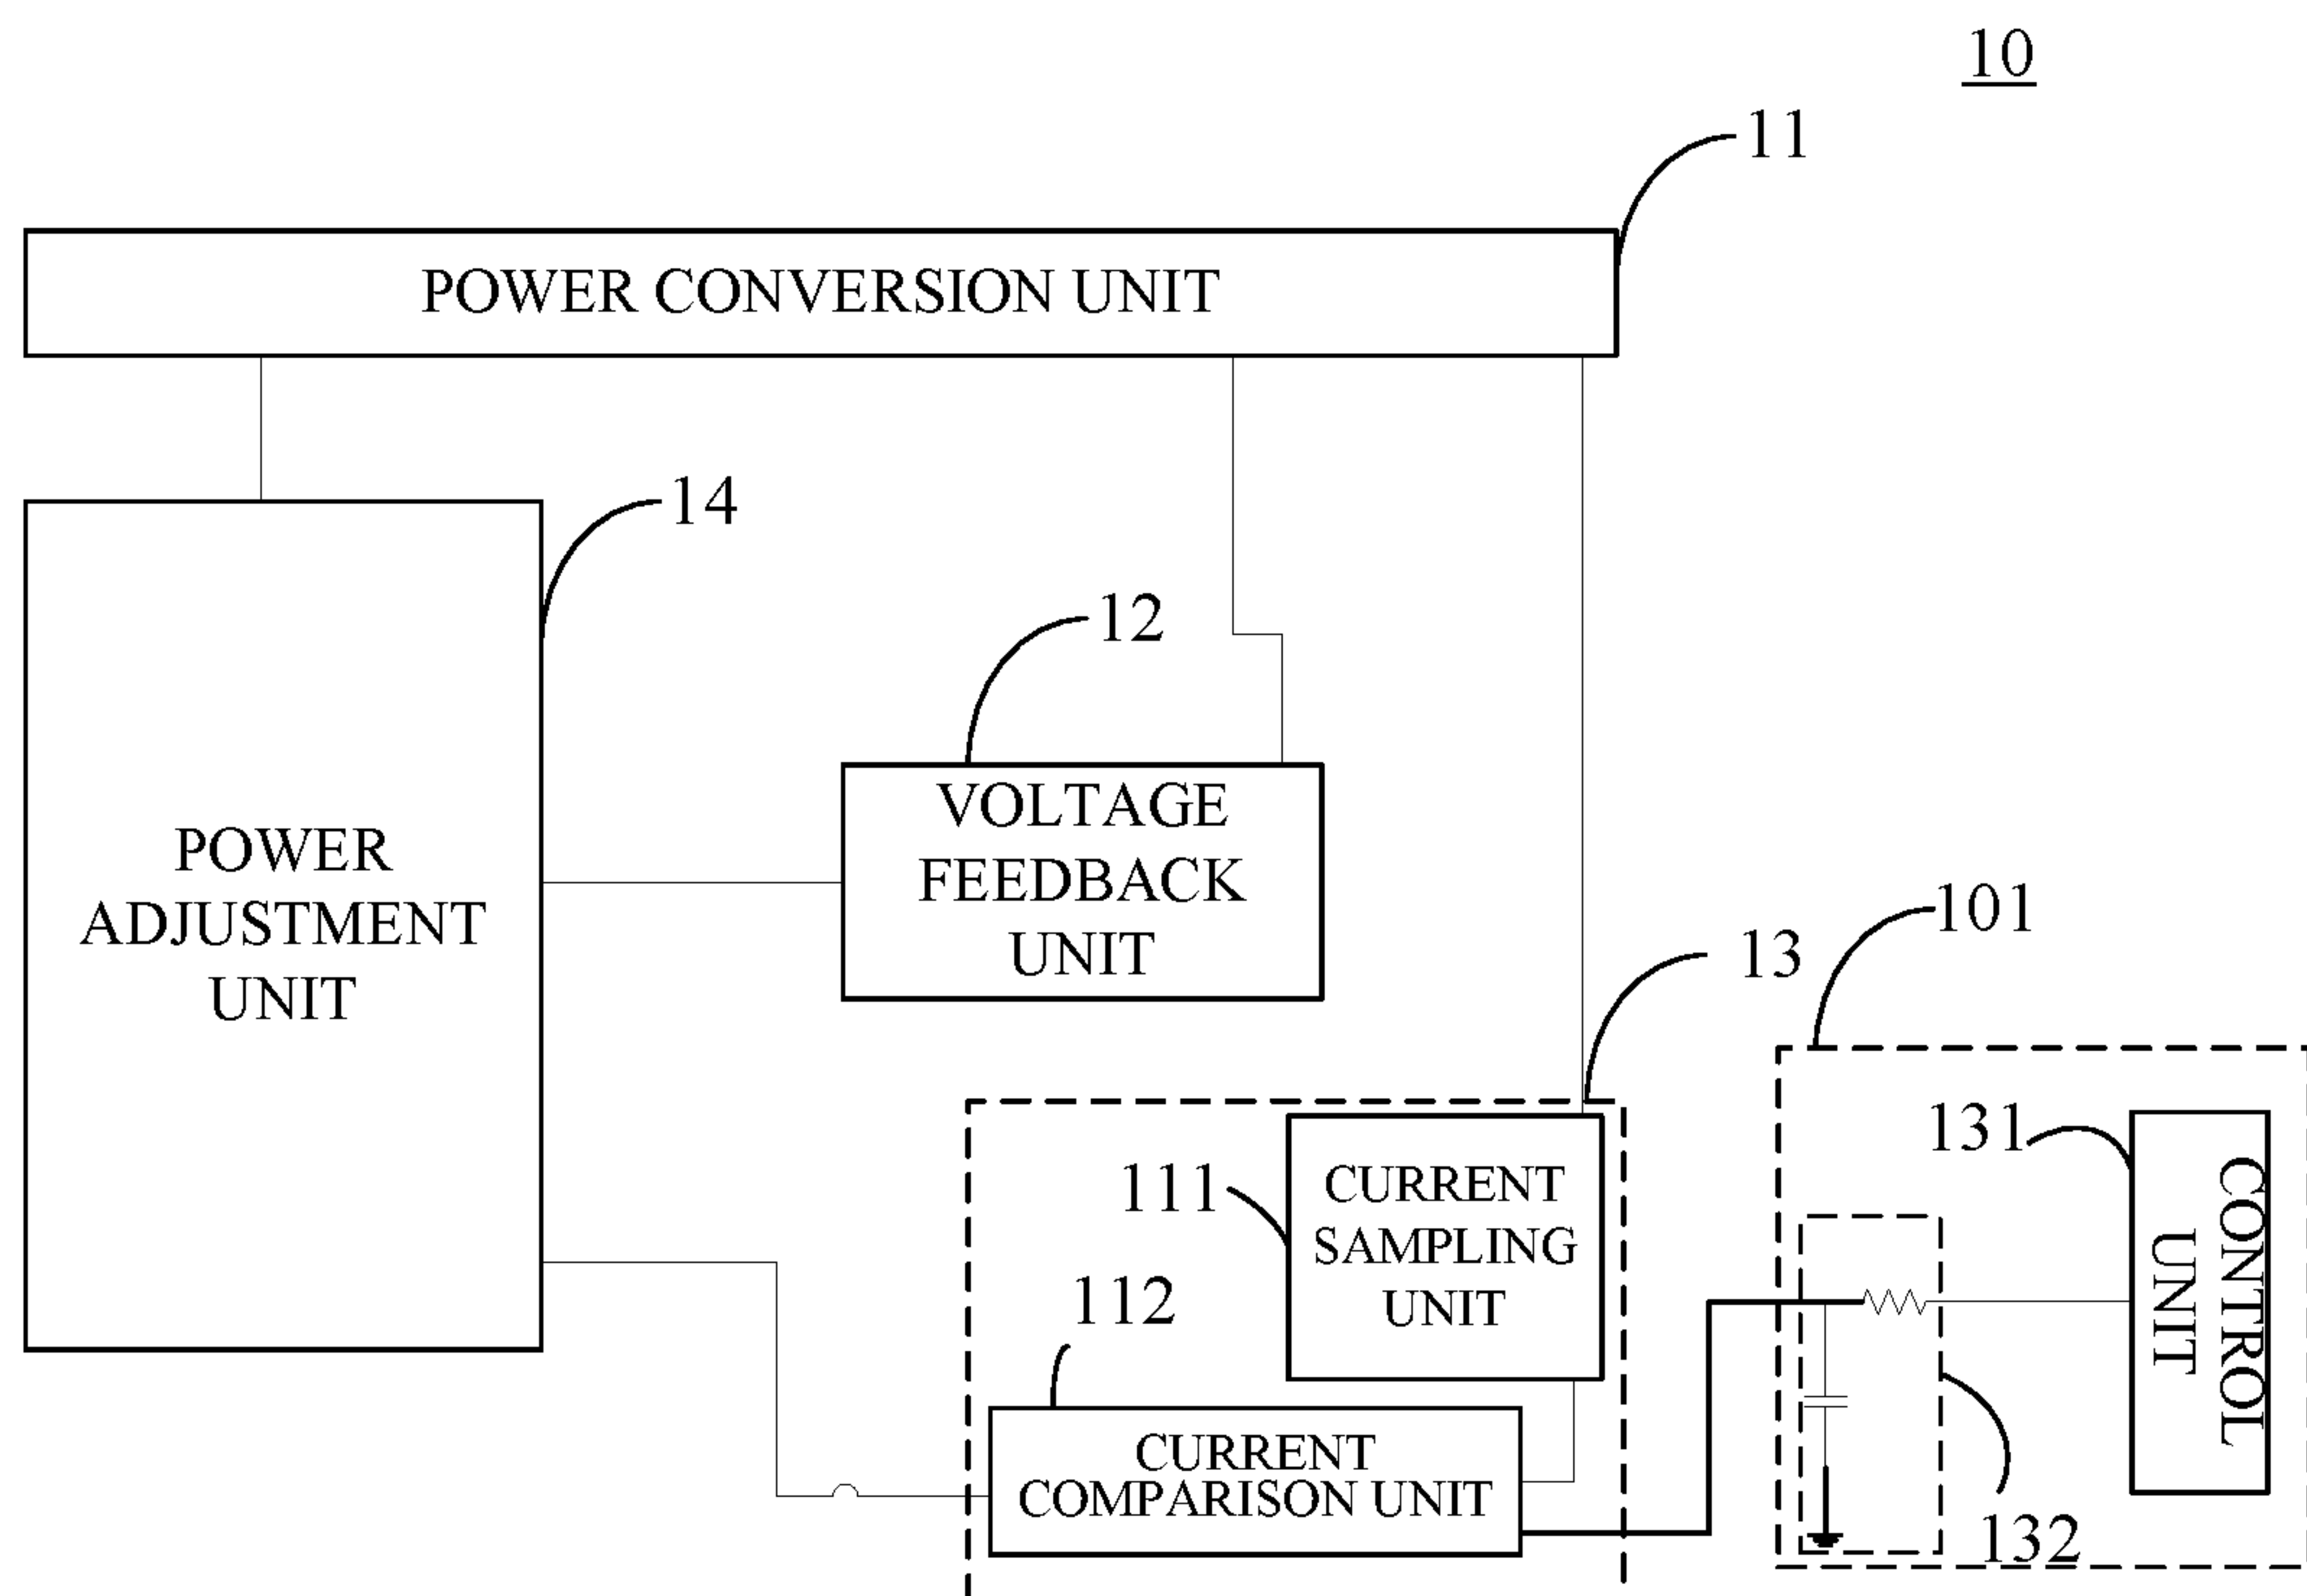 10
11
POWER CONVERSION UNIT
14
12
VOLTAGE
FEEDBACK
UNIT
POWER
ADJUSTMENT
UNIT
101
13
131
CONTROL
UNIT
111
CURRENT
SAMPLING
UNIT
112
CURRENT
COMPARISON UNIT
132